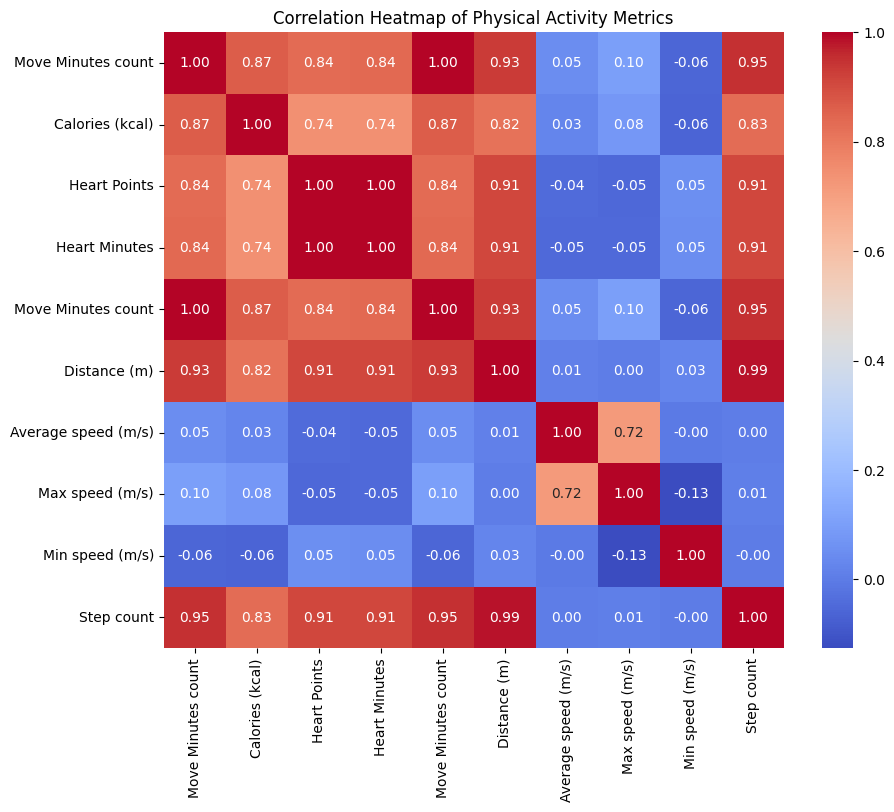 Correlation Heatmap of Physical Activity Metrics
Move Minutes count 1.00 0.87 0.84 0.84 1.00 0.93 0.05 0.10 -0.06 0.95
Calories (kcal) 0.87 1.00 0.74 0.74 0.87 0.82 0.03 0.08 -0.06 0.83
Heart Points 0.84 0.74 1.00 1.00 0.84 0.91 -0.04 -0.05 0.05 0.91
Heart Minutes 0.84 0.74 1.00 1.00 0.84 0.91 -0.05 -0.05 0.05 0.91
Move Minutes count 1.00 0.87 0.84 0.84 1.00 0.93 0.05 0.10 -0.06 0.95
Distance (m) 0.93 0.82 0.91 0.91 0.93 1.00 0.01 0.00 0.03 0.99
Average speed (m/s) 0.05 0.03 -0.04 -0.05 0.05 0.01 1.00 0.72 -0.00 0.00
Max speed (m/s) 0.10 0.08 -0.05 -0.05 0.10 0.00 0.72 1.00 -0.13 0.01
Min speed (m/s) -0.06 -0.06 0.05 0.05 -0.06 0.03 -0.00 -0.13 1.00 -0.00
Step count 0.95 0.83 0.91 0.91 0.95 0.99 0.00 0.01 -0.00 1.00
Move Minutes count
Calories (kcal)
Heart Points
Heart Minutes
Move Minutes count
Distance (m)
Average speed (m/s)
Max speed (m/s)
Min speed (m/s)
Step count
1.0
0.8
0.6
0.4
0.2
0.0